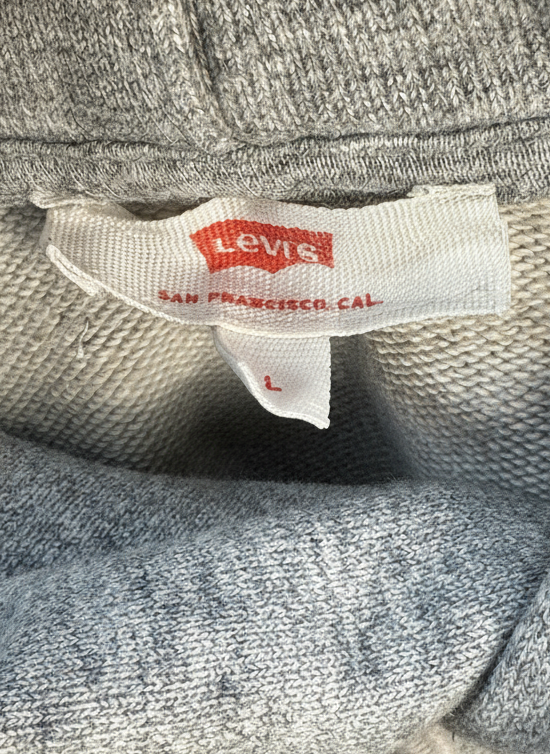 Levi's
SAN FRANCISCO, CAL.
L